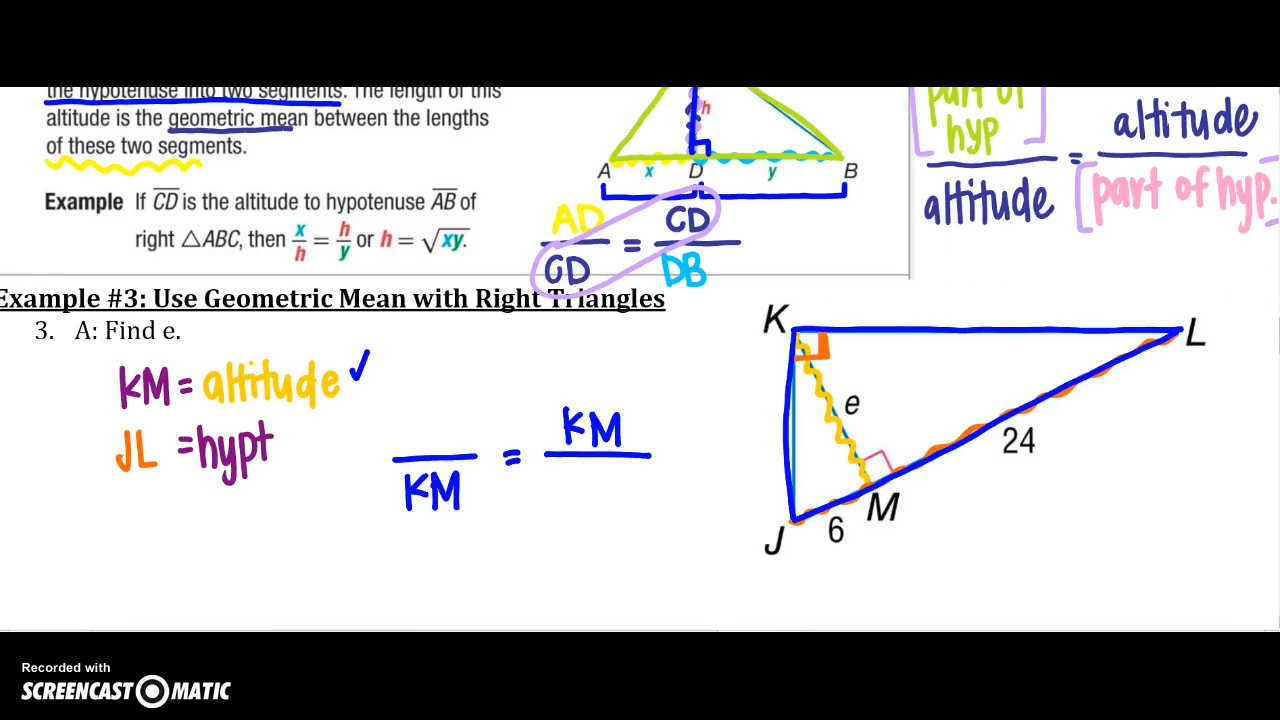 the hypotenuse into two segments. The length of this
altitude is the geometric mean between the lengths
of these two segments.
Example If CD is the altitude to hypotenuse AB of
right △ABC, then x/h = h/y or h = √xy.
h
A x D y B
AD/CD = CD/DB
part of hyp/altitude = altitude/part of hyp.
Example #3: Use Geometric Mean with Right Triangles
3. A: Find e.
KM = altitude ✓
JL = hypt
KM
=
KM
K
L
e
24
M
6
J
Recorded with
SCREENCAST O MATIC